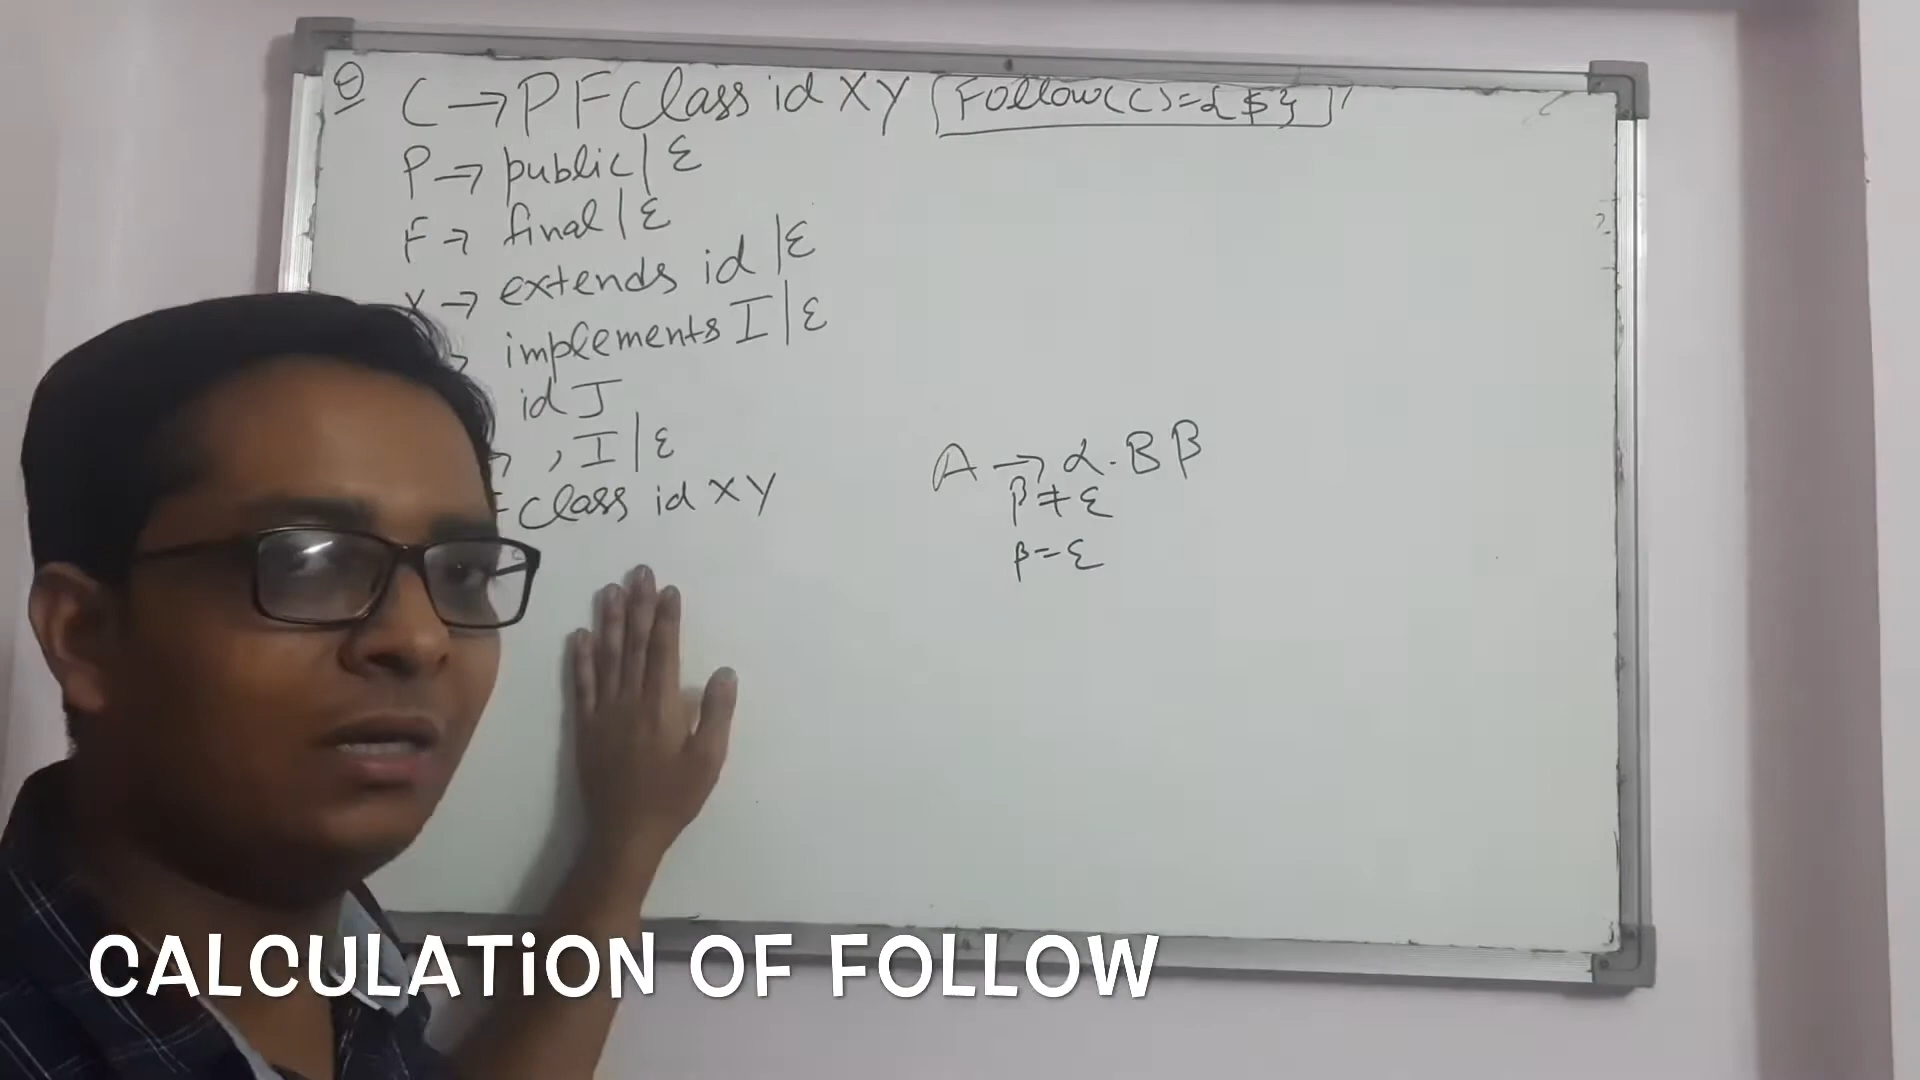 Q C → P F Class id X Y Follow(C)={$}
P → public | ε
F → final | ε
X → extends id | ε
implements I | ε
id J
, I | ε
F Class id X Y
A → α . B β
β ≠ ε
β = ε
CALCULATION OF FOLLOW